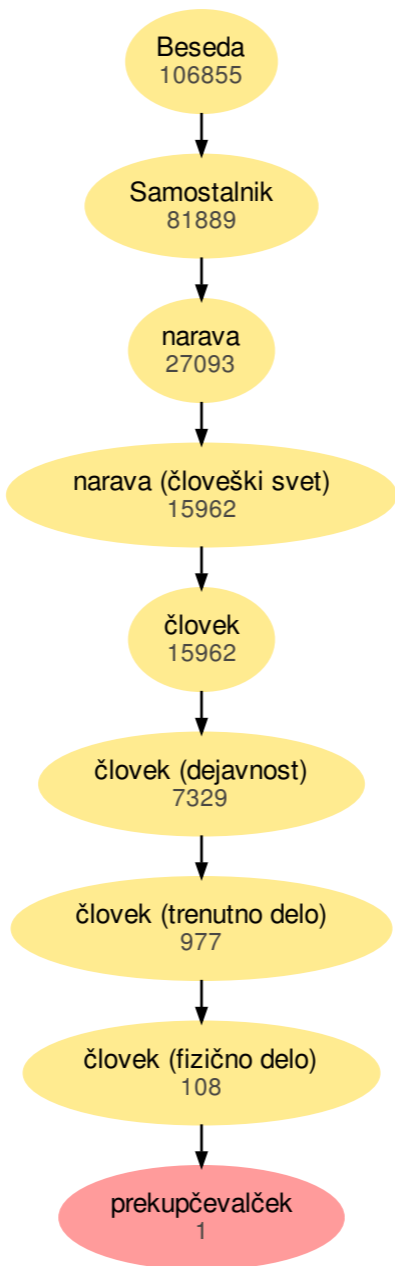 Beseda
106855
Samostalnik
81889
narava
27093
narava (človeški svet)
15962
človek
15962
človek (dejavnost)
7329
človek (trenutno delo)
977
človek (fizično delo)
108
prekupčevalček
1